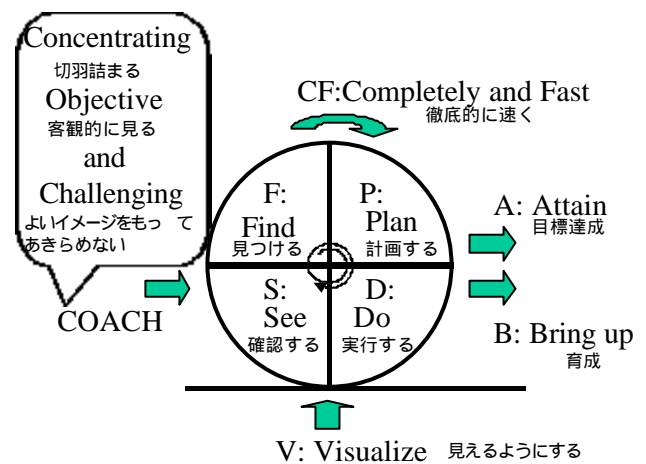 Concentrating
切羽詰まる
Objective
客観的に見る
and
Challenging
よいイメージをもっ て
あきらめない
COACH
CF:Completely and Fast
徹底的に速く
F:
Find
見つける
P:
Plan
計画する
S:
See
確認する
D:
Do
実行する
A: Attain
目標達成
B: Bring up
育成
V: Visualize 見えるようにする